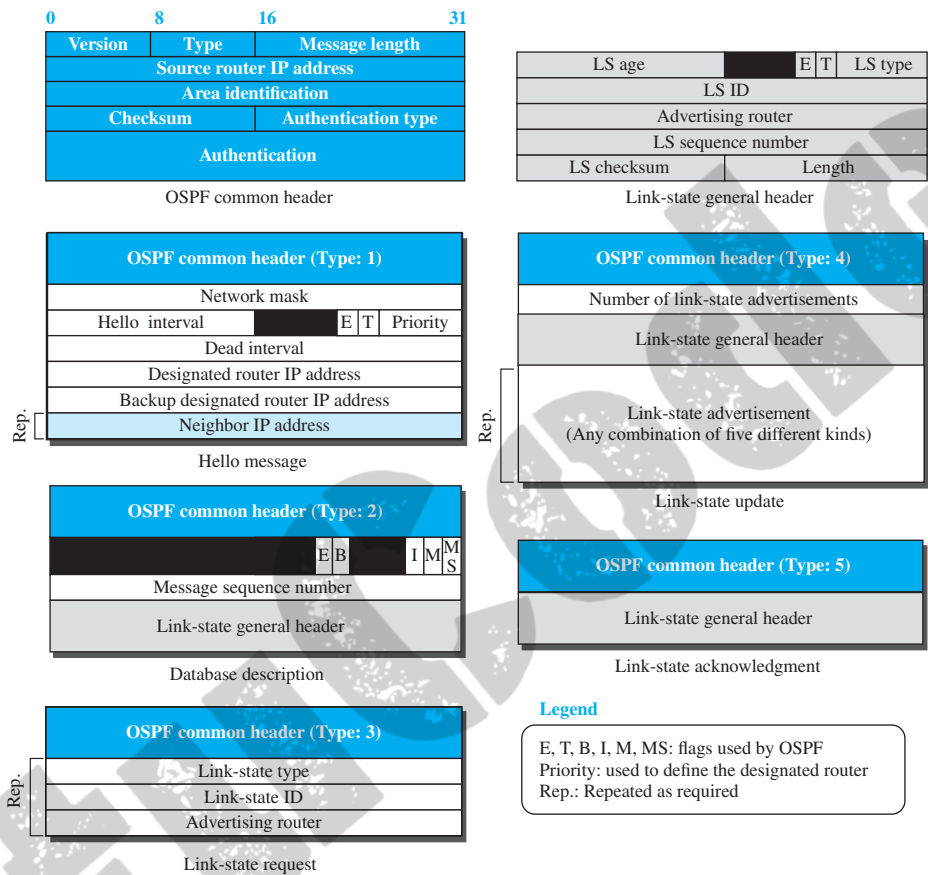 0 8 16 31
Version Type Message length
Source router IP address
Area identification
Checksum Authentication type
Authentication
OSPF common header
LS age E T LS type
LS ID
Advertising router
LS sequence number
LS checksum Length
Link-state general header
OSPF common header (Type: 1)
Network mask
Hello interval E T Priority
Dead interval
Designated router IP address
Backup designated router IP address
Rep. Neighbor IP address
Hello message
OSPF common header (Type: 4)
Number of link-state advertisements
Link-state general header
Rep. Link-state advertisement
(Any combination of five different kinds)
Link-state update
OSPF common header (Type: 2)
E B I M M S
Message sequence number
Link-state general header
Database description
OSPF common header (Type: 5)
Link-state general header
Link-state acknowledgment
OSPF common header (Type: 3)
Rep. Link-state type
Link-state ID
Advertising router
Link-state request
Legend
E, T, B, I, M, MS: flags used by OSPF
Priority: used to define the designated router
Rep.: Repeated as required